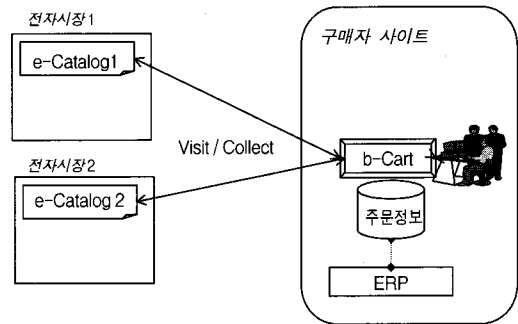 전자시장1
e-Catalog1
전자시장2
e-Catalog 2
Visit / Collect
구매자 사이트
b-Cart
주문정보
ERP